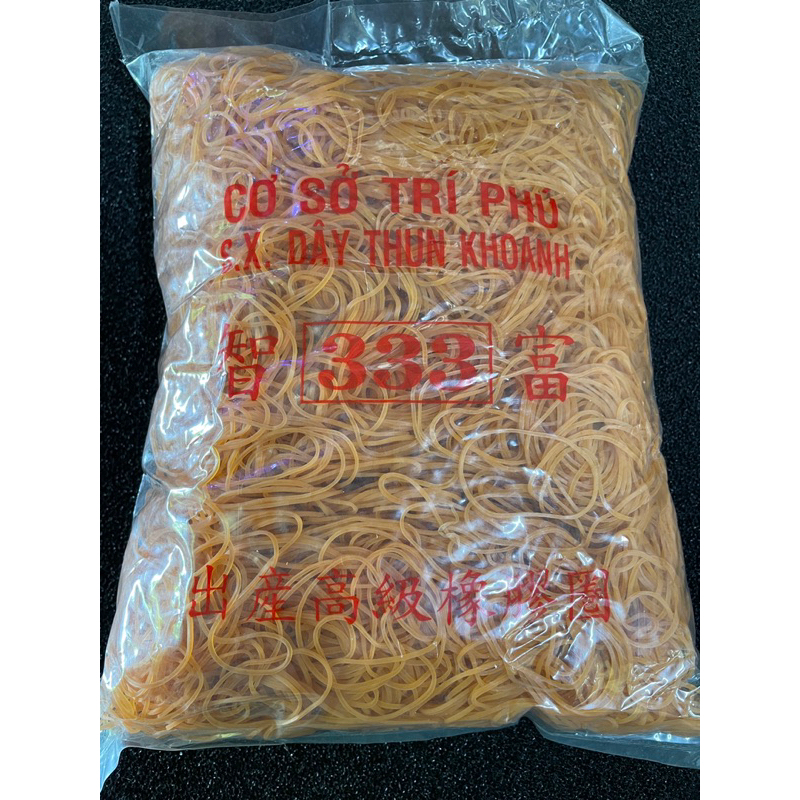 CƠ SỞ TRÍ PHÚ
S.X. DÂY THUN KHOANH
智 333 富
出產高級橡膠圈